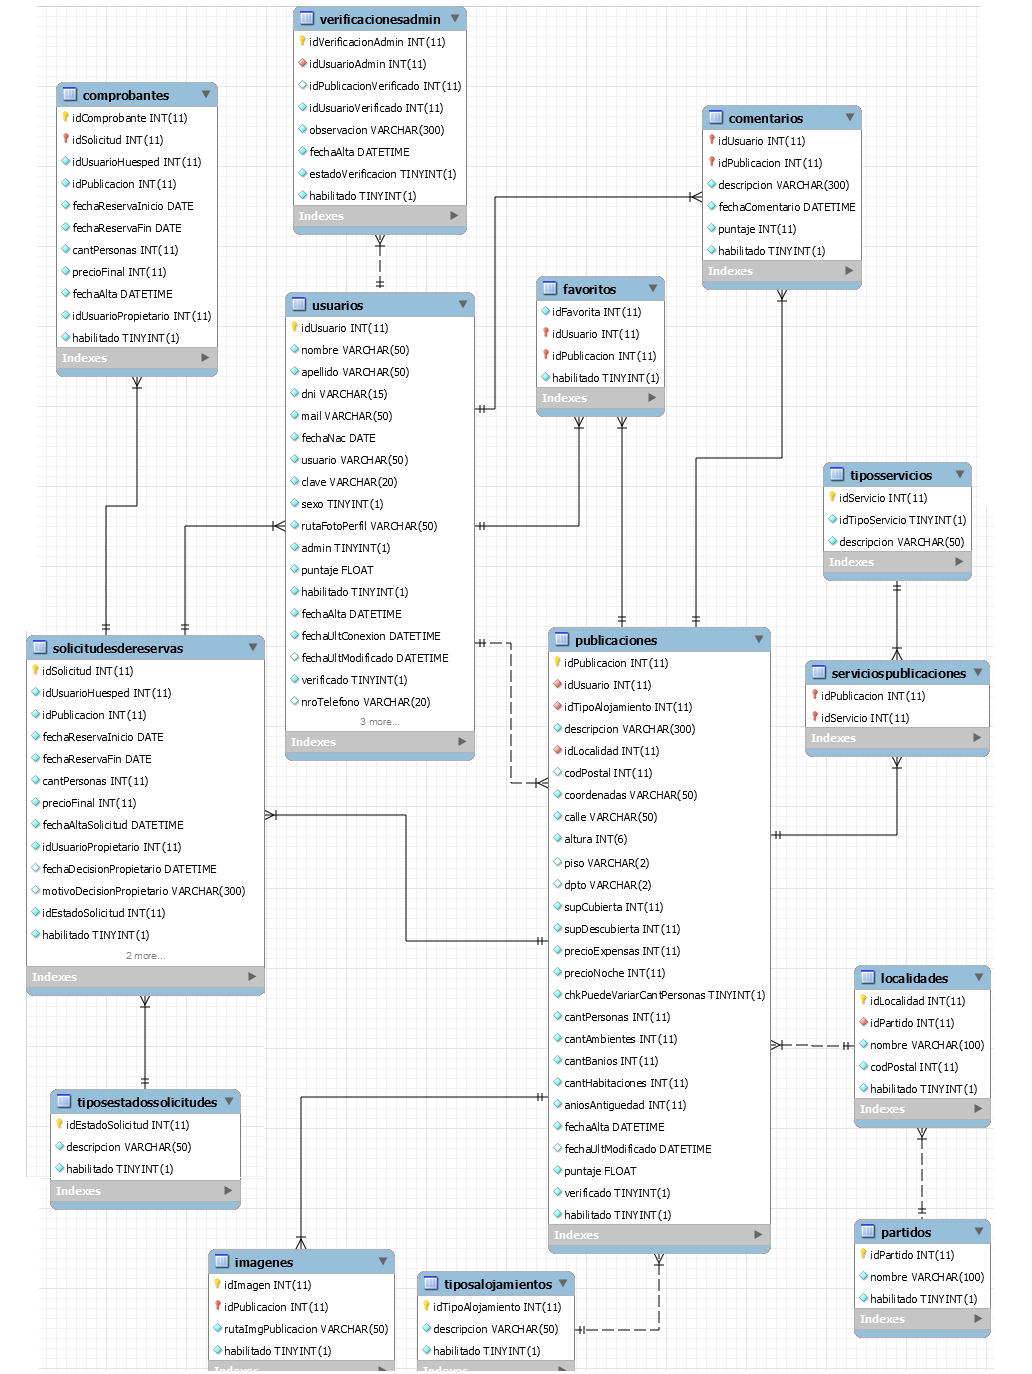 verificacionesadmin
idVerificacionAdmin INT(11)
idUsuarioAdmin INT(11)
idPublicacionVerificado INT(11)
idUsuarioVerificado INT(11)
observacion VARCHAR(300)
fechaAlta DATETIME
estadoVerificacion TINYINT(1)
habilitado TINYINT(1)
Indexes
comprobantes
idComprobante INT(11)
idSolicitud INT(11)
idUsuarioHuesped INT(11)
idPublicacion INT(11)
fechaReservaInicio DATE
fechaReservaFin DATE
cantPersonas INT(11)
precioFinal INT(11)
fechaAlta DATETIME
idUsuarioPropietario INT(11)
habilitado TINYINT(1)
Indexes
comentarios
idUsuario INT(11)
idPublicacion INT(11)
descripcion VARCHAR(300)
fechaComentario DATETIME
puntaje INT(11)
habilitado TINYINT(1)
Indexes
usuarios
idUsuario INT(11)
nombre VARCHAR(50)
apellido VARCHAR(50)
dni VARCHAR(15)
mail VARCHAR(50)
fechaNac DATE
usuario VARCHAR(50)
clave VARCHAR(20)
sexo TINYINT(1)
rutaFotoPerfil VARCHAR(50)
admin TINYINT(1)
puntaje FLOAT
habilitado TINYINT(1)
fechaAlta DATETIME
fechaUltConexion DATETIME
fechaUltModificado DATETIME
verificado TINYINT(1)
nroTelefono VARCHAR(20)
3 more...
Indexes
favoritos
idFavorita INT(11)
idUsuario INT(11)
idPublicacion INT(11)
habilitado TINYINT(1)
Indexes
tiposservicios
idServicio INT(11)
idTipoServicio TINYINT(1)
descripcion VARCHAR(50)
Indexes
solicitudesdereservas
idSolicitud INT(11)
idUsuarioHuesped INT(11)
idPublicacion INT(11)
fechaReservaInicio DATE
fechaReservaFin DATE
cantPersonas INT(11)
precioFinal INT(11)
fechaAltaSolicitud DATETIME
idUsuarioPropietario INT(11)
fechaDecisionPropietario DATETIME
motivoDecisionPropietario VARCHAR(300)
idEstadoSolicitud INT(11)
habilitado TINYINT(1)
2 more...
Indexes
publicaciones
idPublicacion INT(11)
idUsuario INT(11)
idTipoAlojamiento INT(11)
descripcion VARCHAR(300)
idLocalidad INT(11)
codPostal INT(11)
coordenadas VARCHAR(50)
calle VARCHAR(50)
altura INT(6)
piso VARCHAR(2)
dpto VARCHAR(2)
supCubierta INT(11)
supDescubierta INT(11)
precioExpensas INT(11)
precioNoche INT(11)
chkPuedeVariarCantPersonas TINYINT(1)
cantPersonas INT(11)
cantAmbientes INT(11)
cantBanios INT(11)
cantHabitaciones INT(11)
aniosAntiguedad INT(11)
fechaAlta DATETIME
fechaUltModificado DATETIME
puntaje FLOAT
verificado TINYINT(1)
habilitado TINYINT(1)
Indexes
serviciospublicaciones
idPublicacion INT(11)
idServicio INT(11)
Indexes
localidades
idLocalidad INT(11)
idPartido INT(11)
nombre VARCHAR(100)
codPostal INT(11)
habilitado TINYINT(1)
Indexes
tiposestadossolicitudes
idEstadoSolicitud INT(11)
descripcion VARCHAR(50)
habilitado TINYINT(1)
Indexes
partidos
idPartido INT(11)
nombre VARCHAR(100)
habilitado TINYINT(1)
Indexes
imagenes
idImagen INT(11)
idPublicacion INT(11)
rutaImgPublicacion VARCHAR(50)
habilitado TINYINT(1)
Indexes
tiposalojamientos
idTipoAlojamiento INT(11)
descripcion VARCHAR(50)
habilitado TINYINT(1)
Indexes